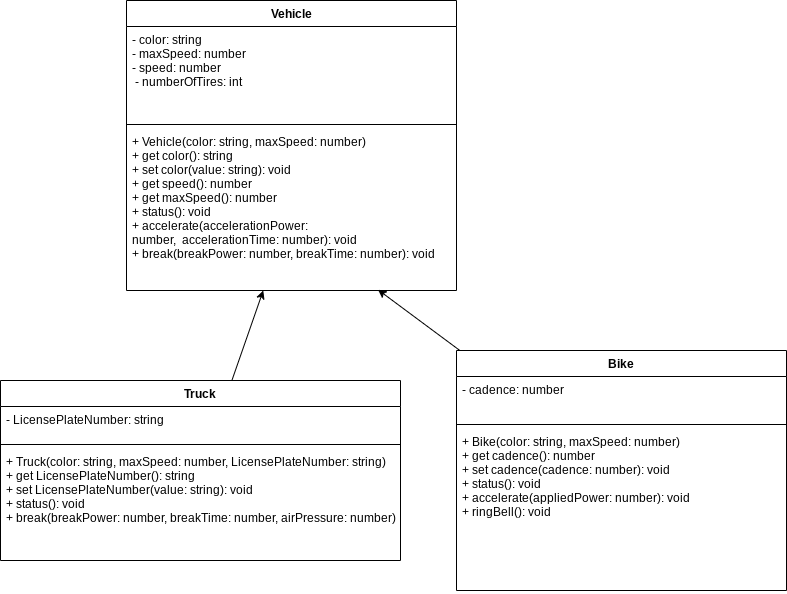 Vehicle
- color: string
- maxSpeed: number
- speed: number
- numberOfTires: int
+ Vehicle(color: string, maxSpeed: number)
+ get color(): string
+ set color(value: string): void
+ get speed(): number
+ get maxSpeed(): number
+ status(): void
+ accelerate(accelerationPower:
number,  accelerationTime: number): void
+ break(breakPower: number, breakTime: number): void
Truck
- LicensePlateNumber: string
+ Truck(color: string, maxSpeed: number, LicensePlateNumber: string)
+ get LicensePlateNumber(): string
+ set LicensePlateNumber(value: string): void
+ status(): void
+ break(breakPower: number, breakTime: number, airPressure: number)
Bike
- cadence: number
+ Bike(color: string, maxSpeed: number)
+ get cadence(): number
+ set cadence(cadence: number): void
+ status(): void
+ accelerate(appliedPower: number): void
+ ringBell(): void